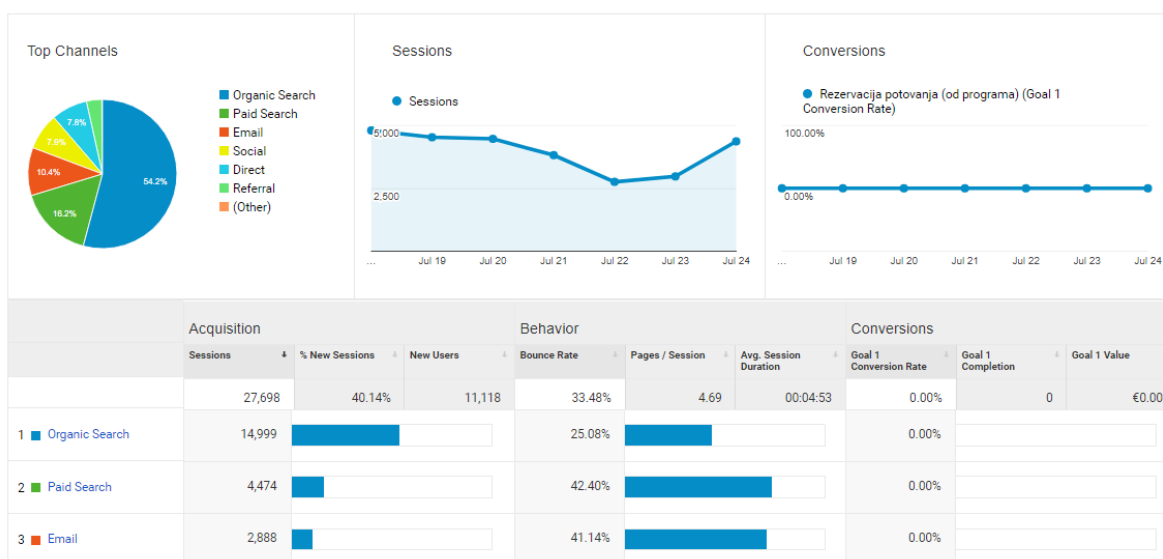 Top Channels
Organic Search
Paid Search
Email
Social
Direct
Referral
(Other)
7.8%
7.6%
10.4%
16.2%
54.2%
Sessions
Sessions
5,000
2,500
...
Jul 19
Jul 20
Jul 21
Jul 22
Jul 23
Jul 24
Conversions
Rezervacija potovanja (od programa) (Goal 1
Conversion Rate)
100.00%
0.00%
...
Jul 19
Jul 20
Jul 21
Jul 22
Jul 23
Jul 24
Acquisition
Behavior
Conversions
Sessions
% New Sessions
New Users
Bounce Rate
Pages / Session
Avg. Session
Duration
Goal 1
Conversion Rate
Goal 1
Completion
Goal 1 Value
27,698
40.14%
11,118
33.48%
4.69
00:04:53
0.00%
0
€0.00
1 Organic Search
14,999
25.08%
0.00%
2 Paid Search
4,474
42.40%
0.00%
3 Email
2,888
41.14%
0.00%